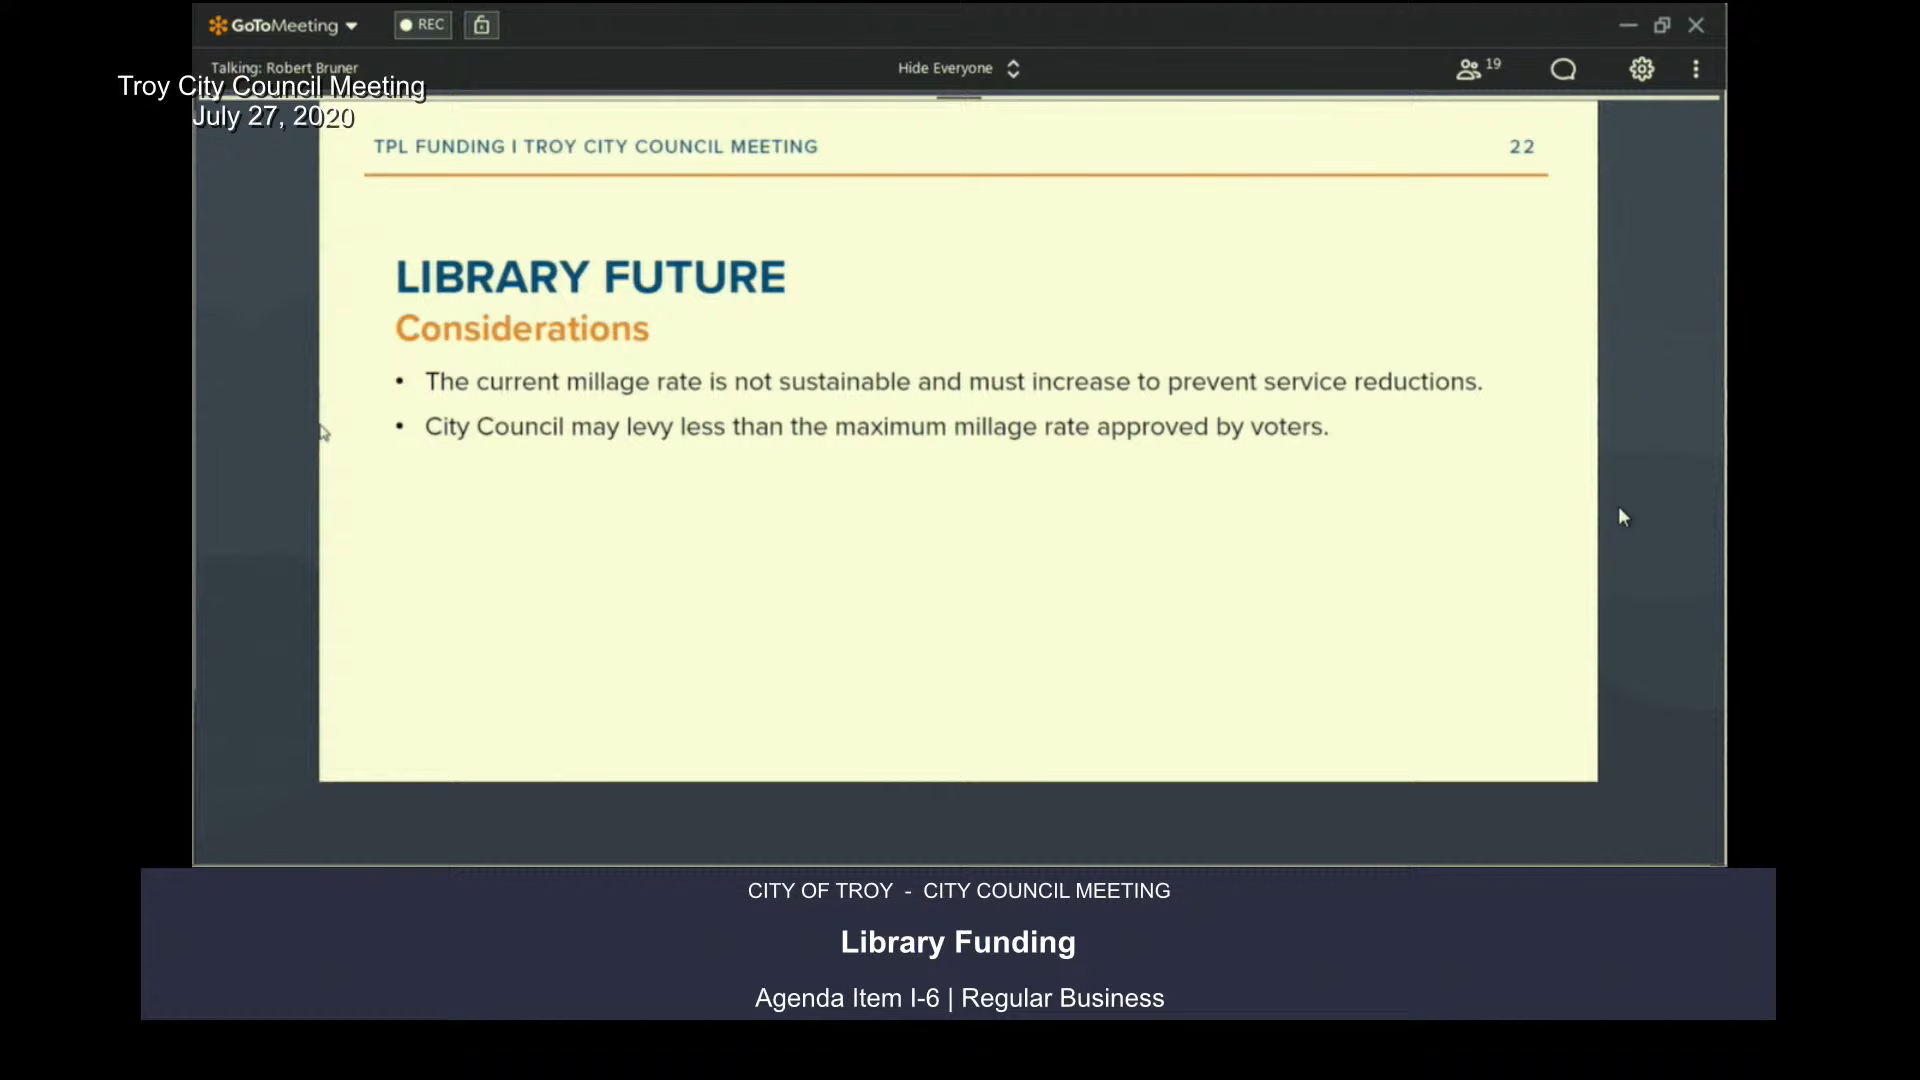 GoToMeeting
REC
Talking: Robert Bruner
Hide Everyone
19
Troy City Council Meeting
July 27, 2020
TPL FUNDING I TROY CITY COUNCIL MEETING
22
LIBRARY FUTURE
Considerations
• The current millage rate is not sustainable and must increase to prevent service reductions.
• City Council may levy less than the maximum millage rate approved by voters.
CITY OF TROY - CITY COUNCIL MEETING
Library Funding
Agenda Item I-6 | Regular Business